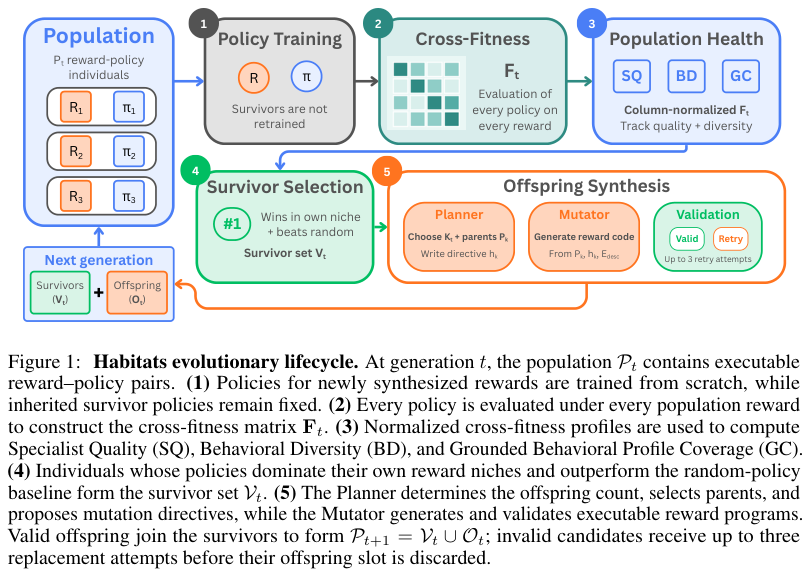 Population
Pₜ reward-policy
individuals
R₁ π₁
R₂ π₂
R₃ π₃
Next generation
Survivors
(Vₜ)
+
Offspring
(Oₜ)
1
Policy Training
R π
Survivors are not
retrained
2
Cross-Fitness
Fₜ
Evaluation of
every policy on
every reward
3
Population Health
SQ BD GC
Column-normalized Fₜ
Track quality + diversity
4
Survivor Selection
#1
Wins in own niche
+ beats random
Survivor set Vₜ
5
Offspring Synthesis
Planner
Choose Kₜ + parents Pₖ
Write directive hₖ
Mutator
Generate reward code
From Pₖ, hₖ, E_desc
Validation
Valid Retry
Up to 3 retry attempts
Figure 1: Habitats evolutionary lifecycle. At generation t, the population 𝒫ₜ contains executable
reward–policy pairs. (1) Policies for newly synthesized rewards are trained from scratch, while
inherited survivor policies remain fixed. (2) Every policy is evaluated under every population reward
to construct the cross-fitness matrix Fₜ. (3) Normalized cross-fitness profiles are used to compute
Specialist Quality (SQ), Behavioral Diversity (BD), and Grounded Behavioral Profile Coverage (GC).
(4) Individuals whose policies dominate their own reward niches and outperform the random-policy
baseline form the survivor set 𝒱ₜ. (5) The Planner determines the offspring count, selects parents, and
proposes mutation directives, while the Mutator generates and validates executable reward programs.
Valid offspring join the survivors to form 𝒫ₜ₊₁ = 𝒱ₜ ∪ 𝒪ₜ; invalid candidates receive up to three
replacement attempts before their offspring slot is discarded.